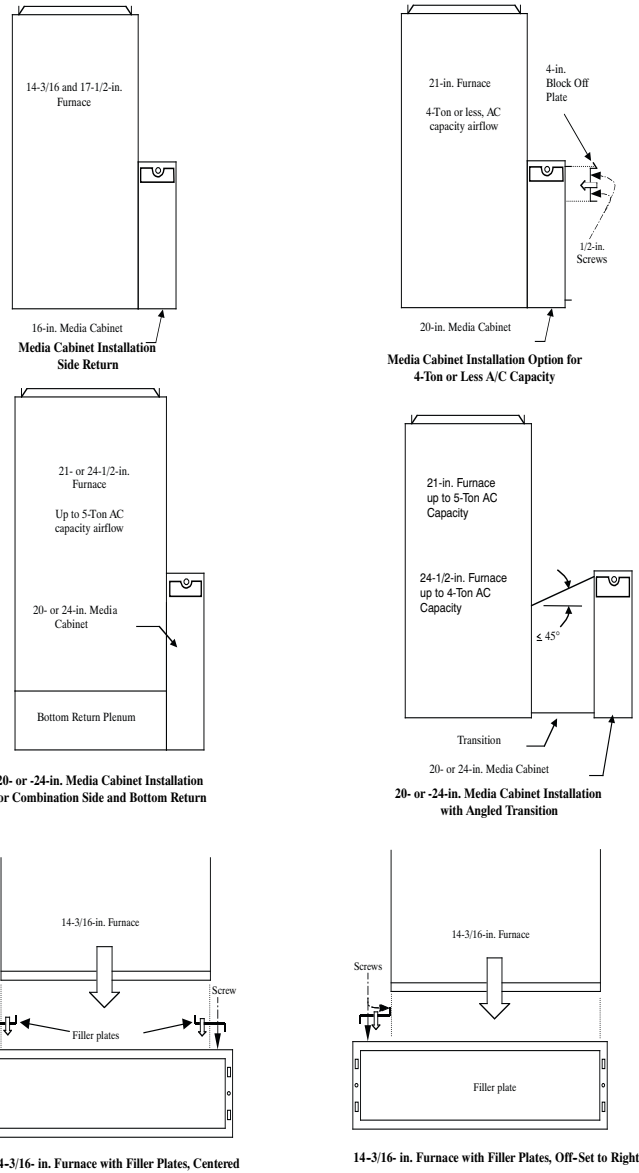 14-3/16 and 17-1/2-in.
Furnace
16-in. Media Cabinet
Media Cabinet Installation
Side Return
21-in. Furnace
4-Ton or less, AC
capacity airflow
4-in.
Block Off
Plate
1/2-in.
Screws
20-in. Media Cabinet
Media Cabinet Installation Option for
4-Ton or Less A/C Capacity
21- or 24-1/2-in.
Furnace
Up to 5-Ton AC
capacity airflow
20- or 24-in. Media
Cabinet
Bottom Return Plenum
20- or -24-in. Media Cabinet Installation
or Combination Side and Bottom Return
21-in. Furnace
up to 5-Ton AC
Capacity
24-1/2-in. Furnace
up to 4-Ton AC
Capacity
≤ 45°
Transition
20- or 24-in. Media Cabinet
20- or -24-in. Media Cabinet Installation
with Angled Transition
14-3/16-in. Furnace
Screw
Filler plates
4-3/16- in. Furnace with Filler Plates, Centered
14-3/16-in. Furnace
Screws
Filler plate
14-3/16- in. Furnace with Filler Plates, Off-Set to Right